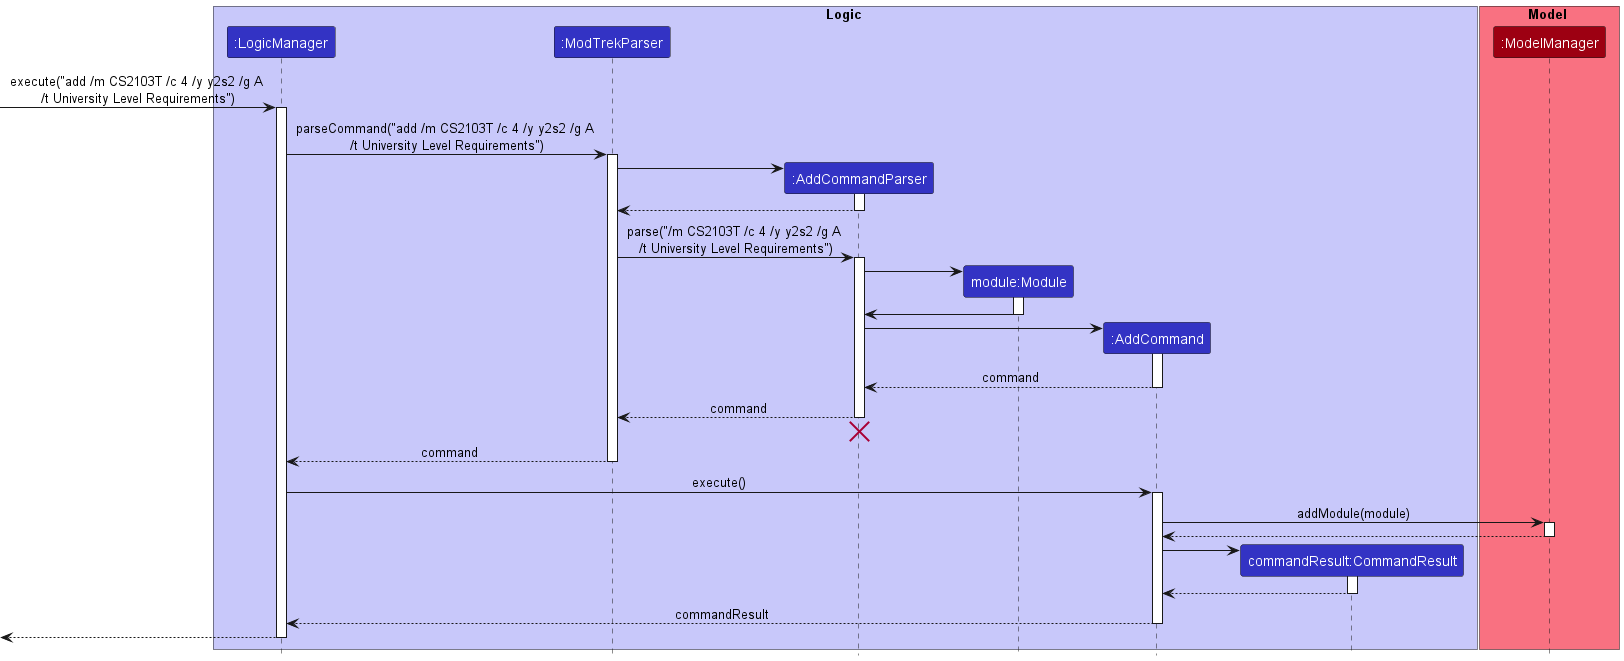 Logic
Model
:LogicManager
:ModTrekParser
:ModelManager
execute("add /m CS2103T /c 4 /y y2s2 /g A
/t University Level Requirements")
parseCommand("add /m CS2103T /c 4 /y y2s2 /g A
/t University Level Requirements")
:AddCommandParser
parse("/m CS2103T /c 4 /y y2s2 /g A
/t University Level Requirements")
module:Module
:AddCommand
command
command
command
execute()
addModule(module)
commandResult:CommandResult
commandResult